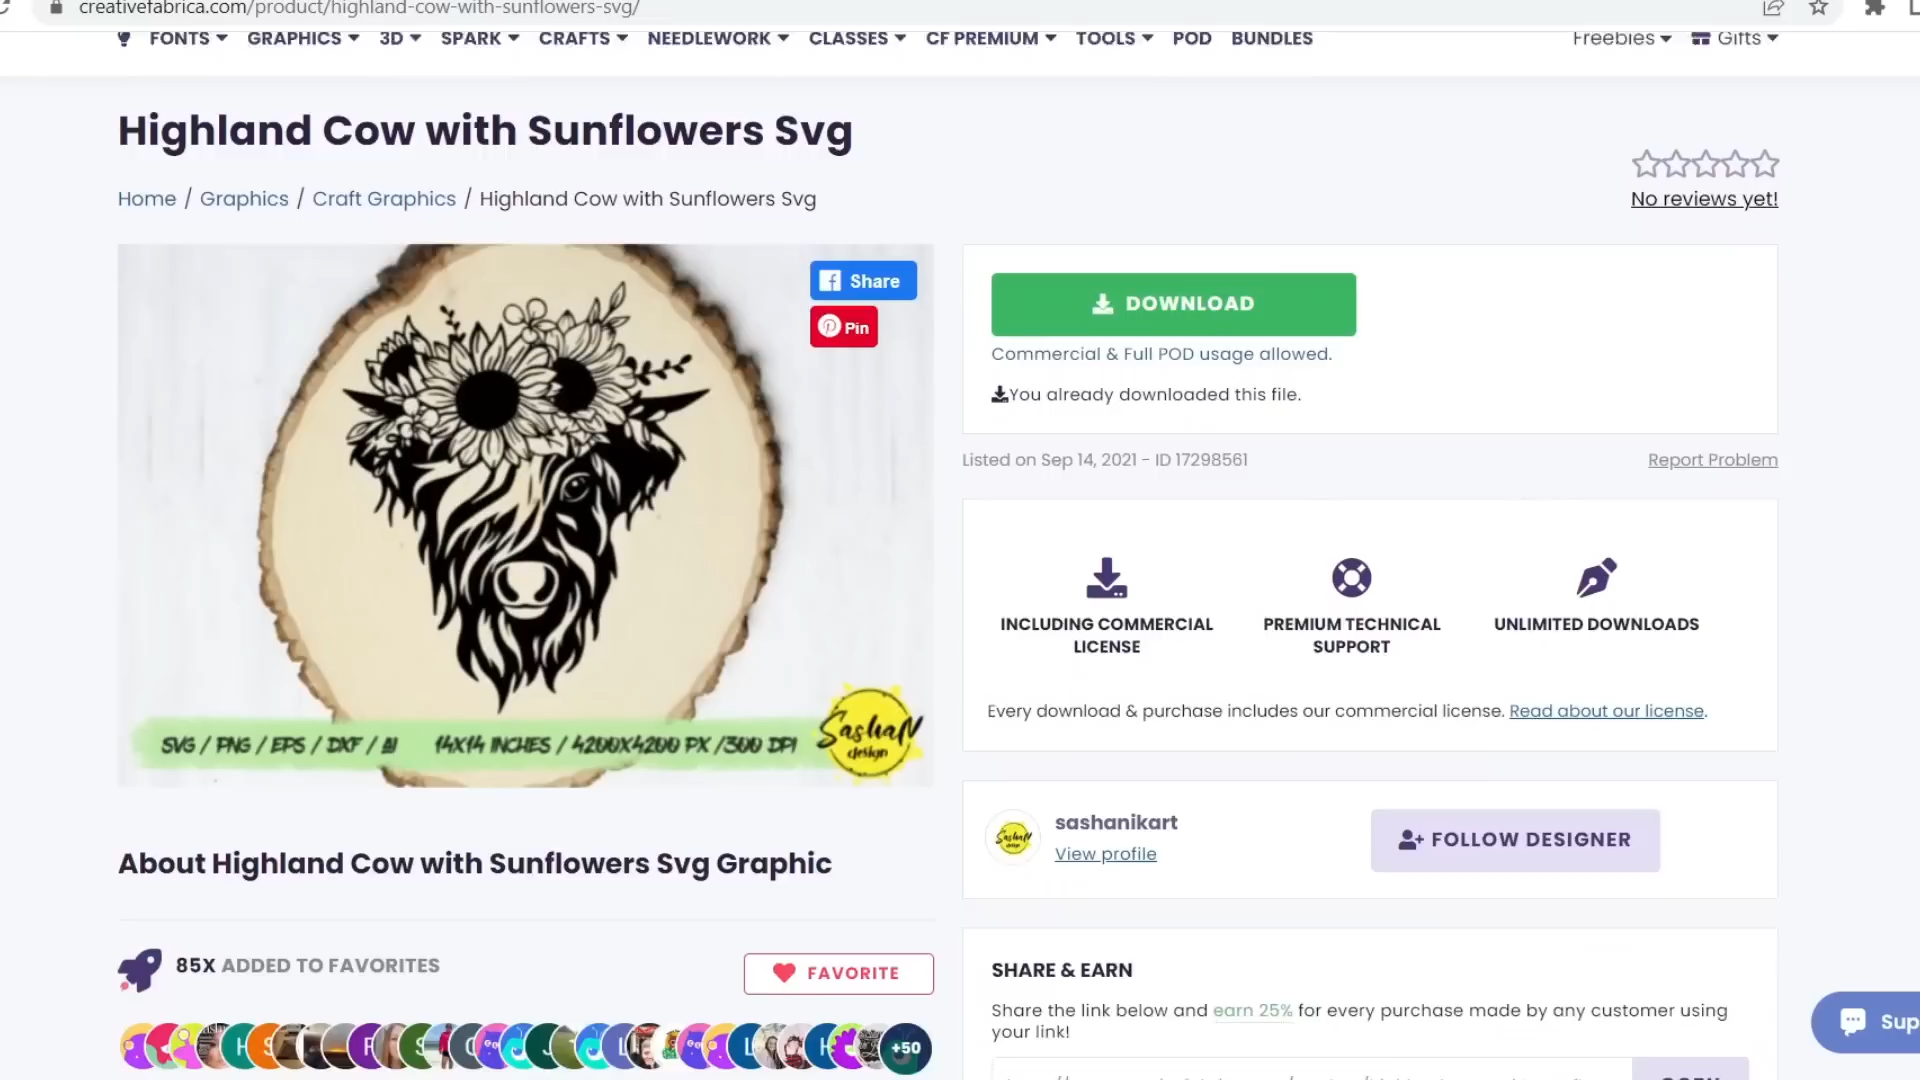 creativefabrica.com/product/highland-cow-with-sunflowers-svg/
FONTS GRAPHICS 3D SPARK CRAFTS NEEDLEWORK CLASSES CF PREMIUM TOOLS POD BUNDLES Freebies Gifts
Highland Cow with Sunflowers Svg
Home / Graphics / Craft Graphics / Highland Cow with Sunflowers Svg
No reviews yet!
Share
Pin
SVG / PNG / EPS / DXF / AI 14X14 INCHES / 4200X4200 PX /300 DPI
SashaN
design
DOWNLOAD
Commercial & Full POD usage allowed.
You already downloaded this file.
Listed on Sep 14, 2021 - ID 17298561
Report Problem
INCLUDING COMMERCIAL
LICENSE
PREMIUM TECHNICAL
SUPPORT
UNLIMITED DOWNLOADS
Every download & purchase includes our commercial license. Read about our license.
sashanikart
View profile
FOLLOW DESIGNER
About Highland Cow with Sunflowers Svg Graphic
85X ADDED TO FAVORITES
FAVORITE
+50
SHARE & EARN
Share the link below and earn 25% for every purchase made by any customer using
your link!
Sup